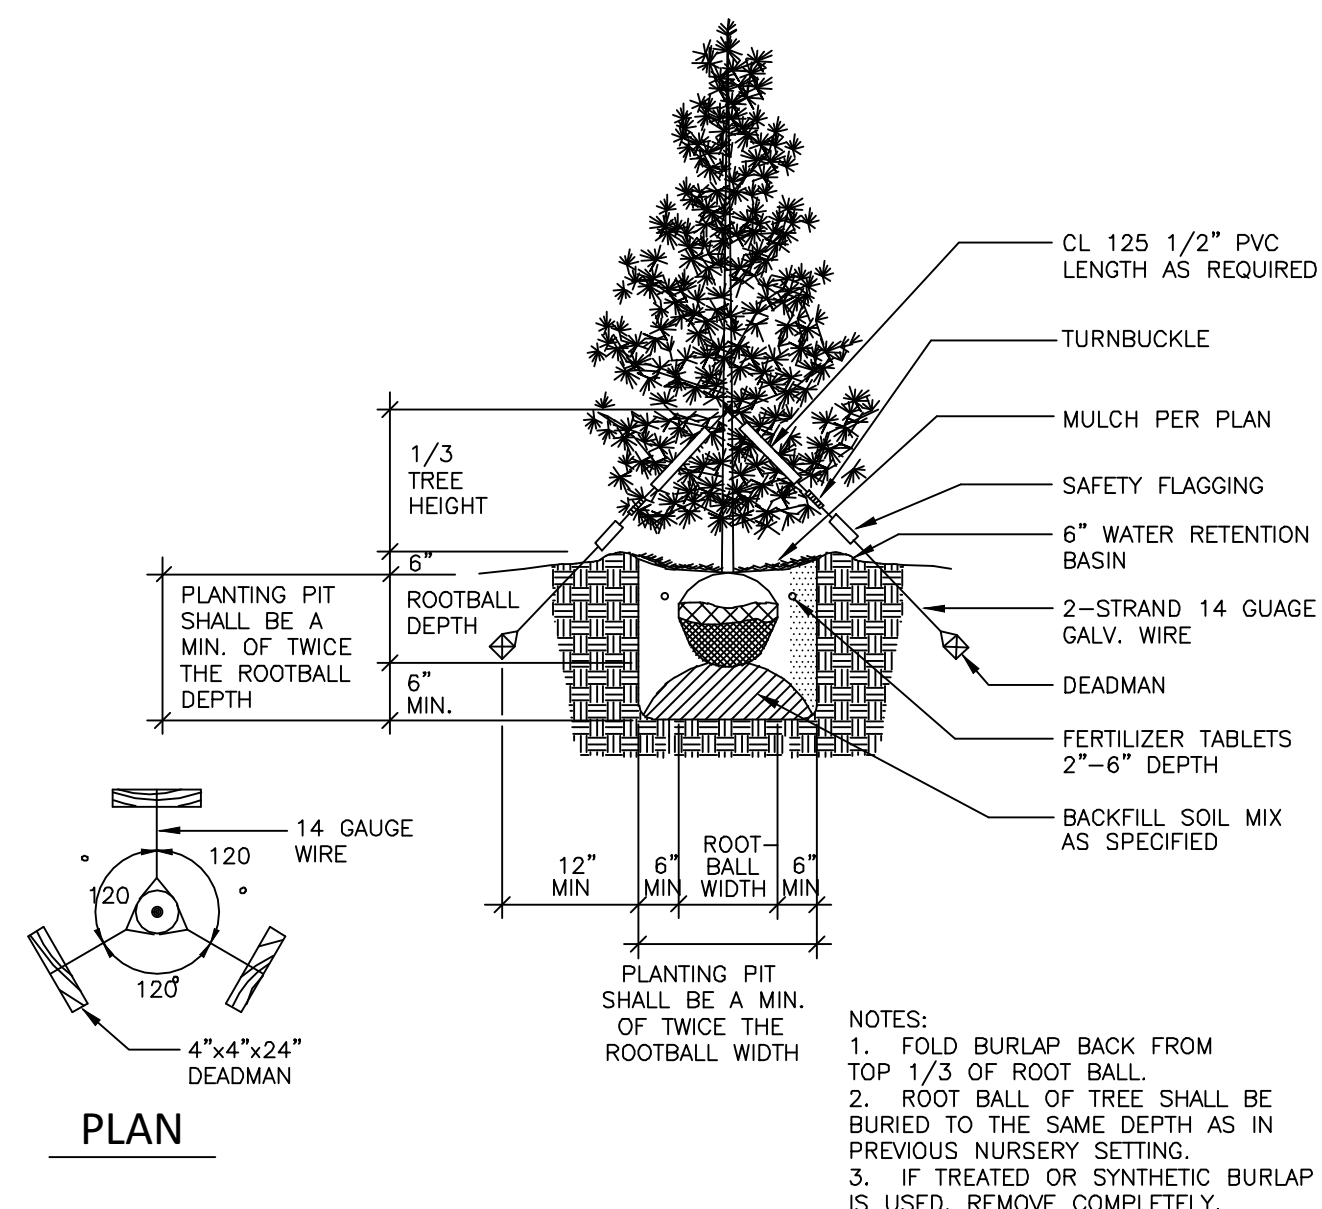 CL 125 1/2” PVC
LENGTH AS REQUIRED
TURNBUCKLE
MULCH PER PLAN
SAFETY FLAGGING
6” WATER RETENTION
BASIN
2-STRAND 14 GUAGE
GALV. WIRE
DEADMAN
FERTILIZER TABLETS
2”-6” DEPTH
BACKFILL SOIL MIX
AS SPECIFIED
1/3
TREE
HEIGHT
6”
ROOTBALL
DEPTH
6”
MIN.
PLANTING PIT
SHALL BE A
MIN. OF TWICE
THE ROOTBALL
DEPTH
12”
MIN
6”
MIN
ROOT-
BALL
WIDTH
6”
MIN
PLANTING PIT
SHALL BE A MIN.
OF TWICE THE
ROOTBALL WIDTH
14 GAUGE
WIRE
120°
120°
120°
4”x4”x24”
DEADMAN
PLAN
NOTES:
1. FOLD BURLAP BACK FROM
TOP 1/3 OF ROOT BALL.
2. ROOT BALL OF TREE SHALL BE
BURIED TO THE SAME DEPTH AS IN
PREVIOUS NURSERY SETTING.
3. IF TREATED OR SYNTHETIC BURLAP
IS USED, REMOVE COMPLETELY.